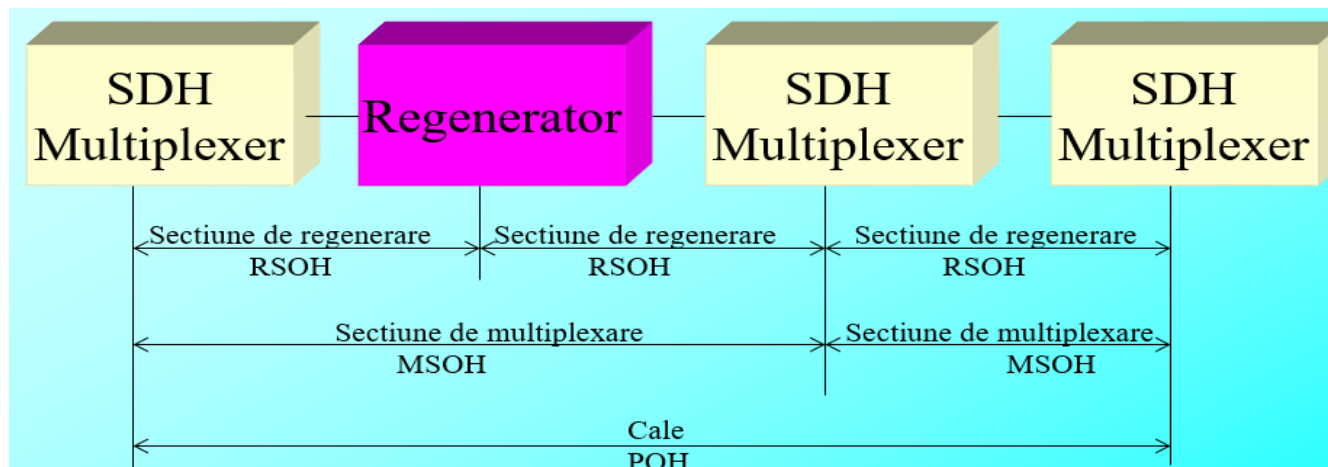 SDH
Multiplexer
Regenerator
SDH
Multiplexer
SDH
Multiplexer
Sectiune de regenerare
RSOH
Sectiune de regenerare
RSOH
Sectiune de regenerare
RSOH
Sectiune de multiplexare
MSOH
Sectiune de multiplexare
MSOH
Cale
POH